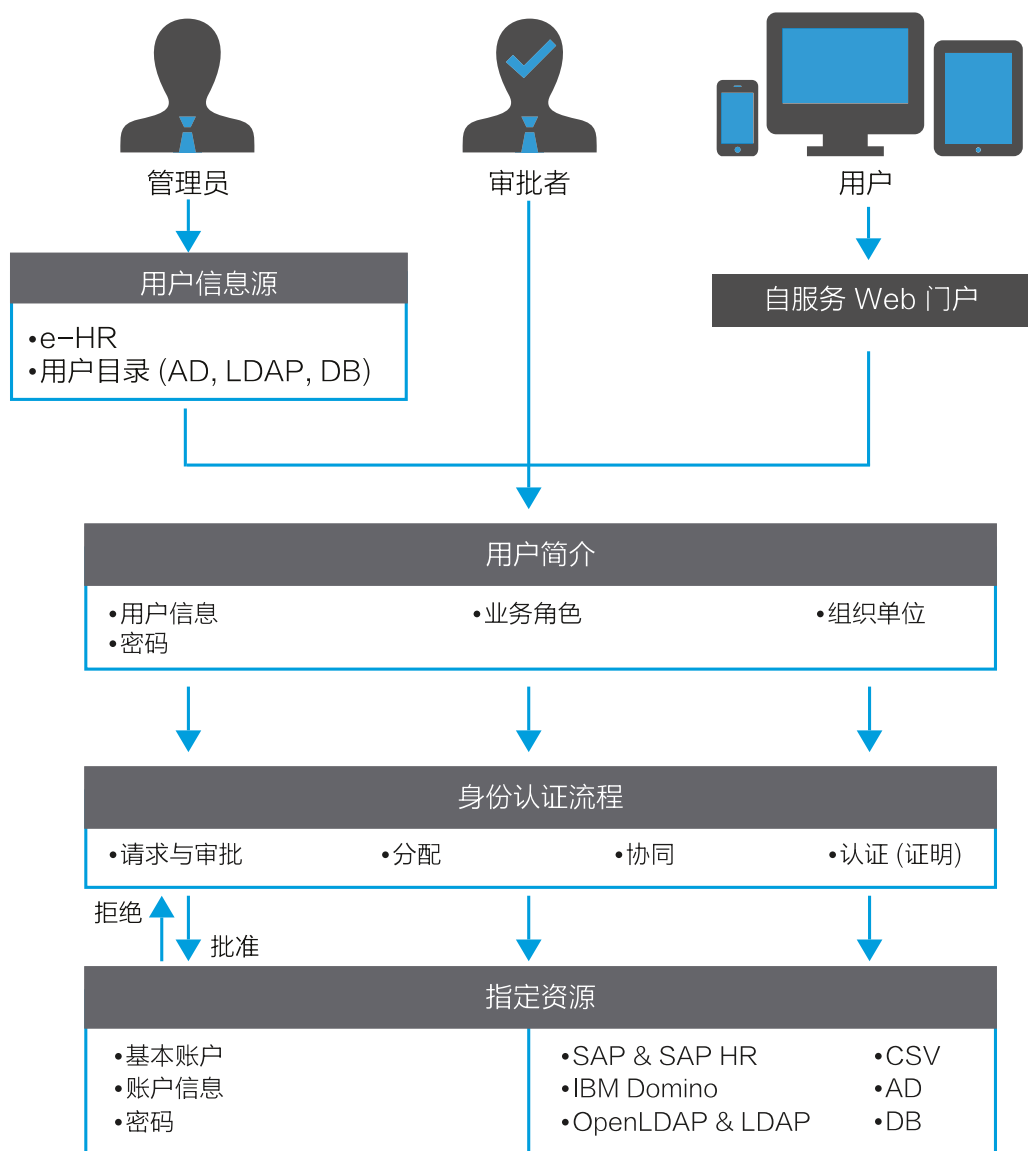 管理员
审批者
用户
用户信息源
•e-HR
•用户目录 (AD, LDAP, DB)
自服务 Web 门户
用户简介
•用户信息
•密码
•业务角色
•组织单位
身份认证流程
•请求与审批
•分配
•协同
•认证 (证明)
拒绝
批准
指定资源
•基本账户
•账户信息
•密码
•SAP & SAP HR
•IBM Domino
•OpenLDAP & LDAP
•CSV
•AD
•DB